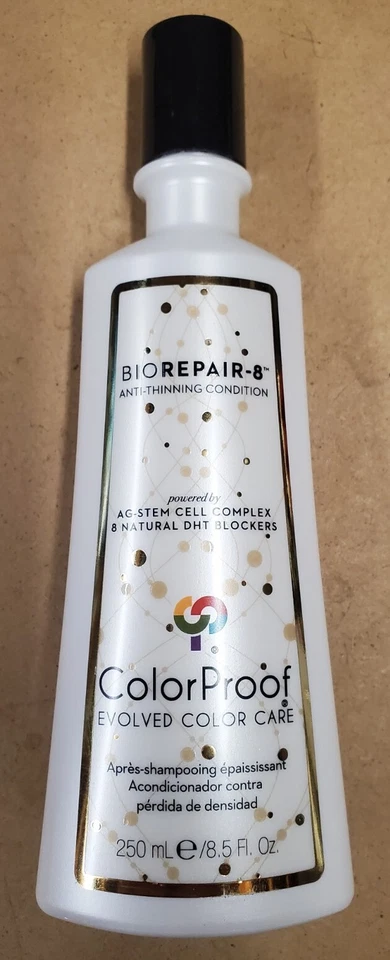 BIOREPAIR-8™
ANTI-THINNING CONDITION
powered by
AG-STEM CELL COMPLEX
8 NATURAL DHT BLOCKERS
ColorProof®
EVOLVED COLOR CARE
Après-shampooing épaississant
Acondicionador contra
pérdida de densidad
250 mL ℮/8.5 Fl. Oz.